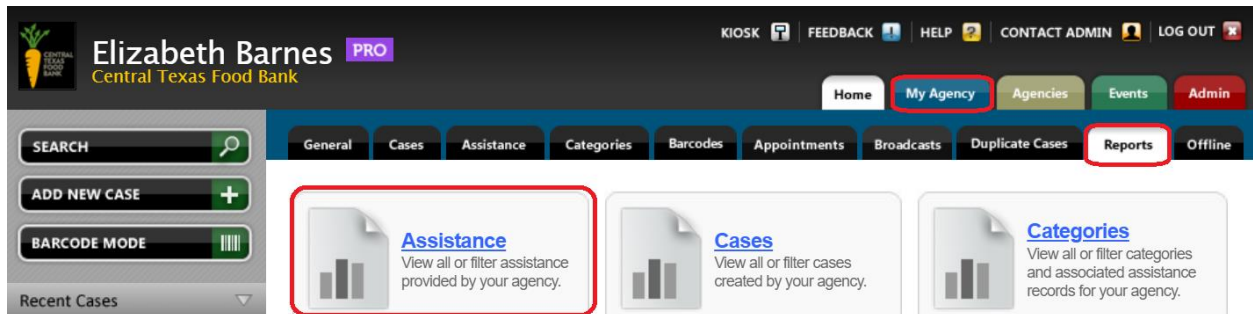 CENTRAL
TEXAS
FOOD
BANK
Elizabeth Barnes PRO
Central Texas Food Bank
KIOSK FEEDBACK HELP CONTACT ADMIN LOG OUT
Home My Agency Agencies Events Admin
SEARCH
ADD NEW CASE
BARCODE MODE
Recent Cases
General Cases Assistance Categories Barcodes Appointments Broadcasts Duplicate Cases Reports Offline
Assistance
View all or filter assistance
provided by your agency.
Cases
View all or filter cases
created by your agency.
Categories
View all or filter categories
and associated assistance
records for your agency.